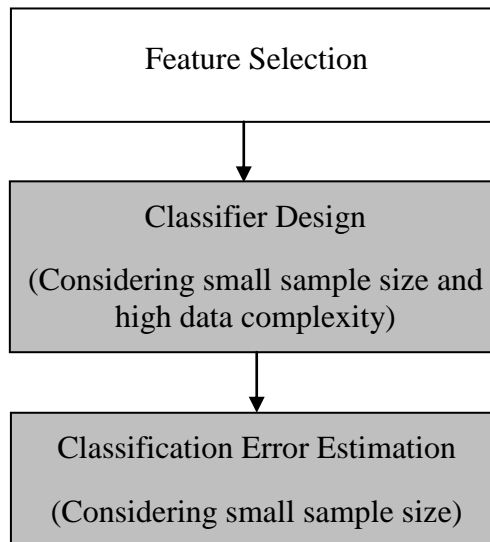 Feature Selection
Classifier Design
(Considering small sample size and
high data complexity)
Classification Error Estimation
(Considering small sample size)